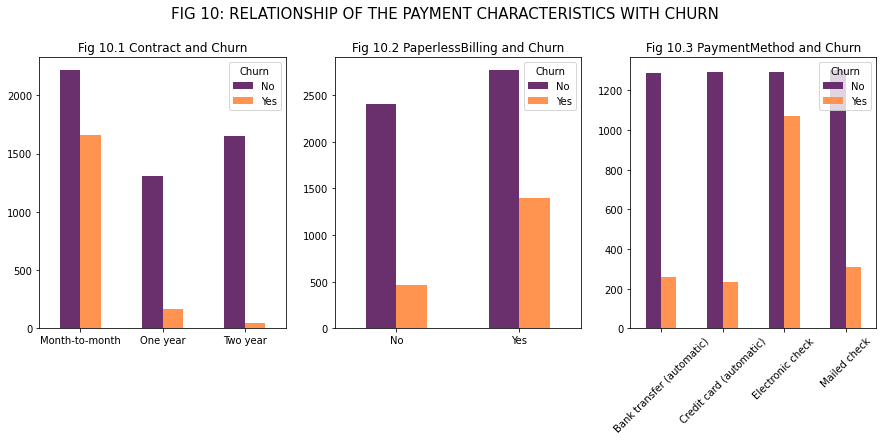 FIG 10: RELATIONSHIP OF THE PAYMENT CHARACTERISTICS WITH CHURN
Fig 10.1 Contract and Churn
Churn
No
Yes
2000
1500
1000
500
0
Month-to-month
One year
Two year
Fig 10.2 PaperlessBilling and Churn
Churn
No
Yes
2500
2000
1500
1000
500
0
No
Yes
Fig 10.3 PaymentMethod and Churn
Churn
No
Yes
1200
1000
800
600
400
200
0
Bank transfer (automatic)
Credit card (automatic)
Electronic check
Mailed check